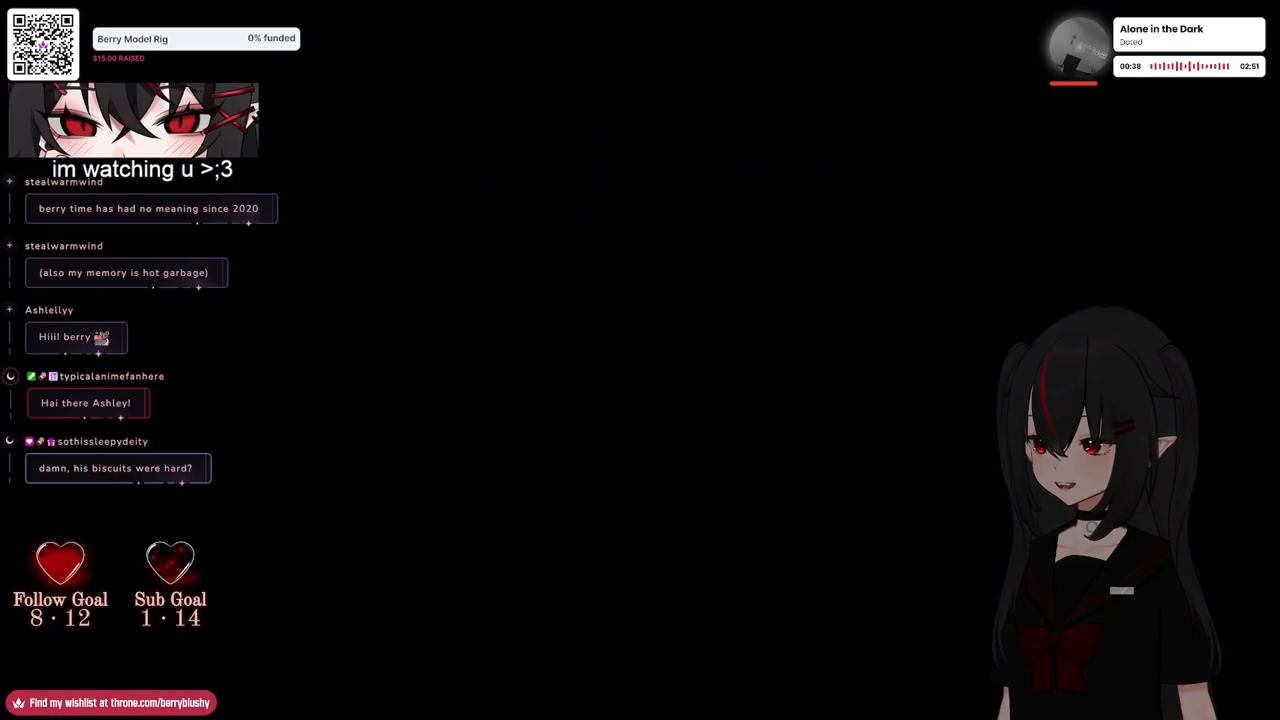 Berry Model Rig
0% funded
$15.00 RAISED
Alone in the Dark
Dated
00:38
02:51
im watching u >;3
stealwarmwind
berry time has had no meaning since 2020
stealwarmwind
(also my memory is hot garbage)
Ashlellyy
Hiii! berry
typicalanimefanhere
Hai there Ashley!
sothissleepydeity
damn, his biscuits were hard?
Follow Goal
8 · 12
Sub Goal
1 · 14
Find my wishlist at throne.com/berryblushy